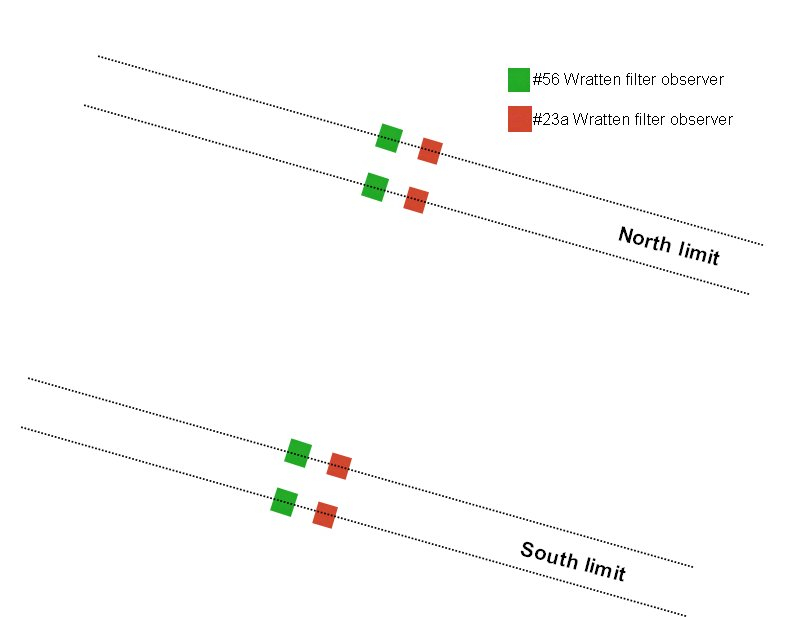 #56 Wratten filter observer
#23a Wratten filter observer
North limit
South limit